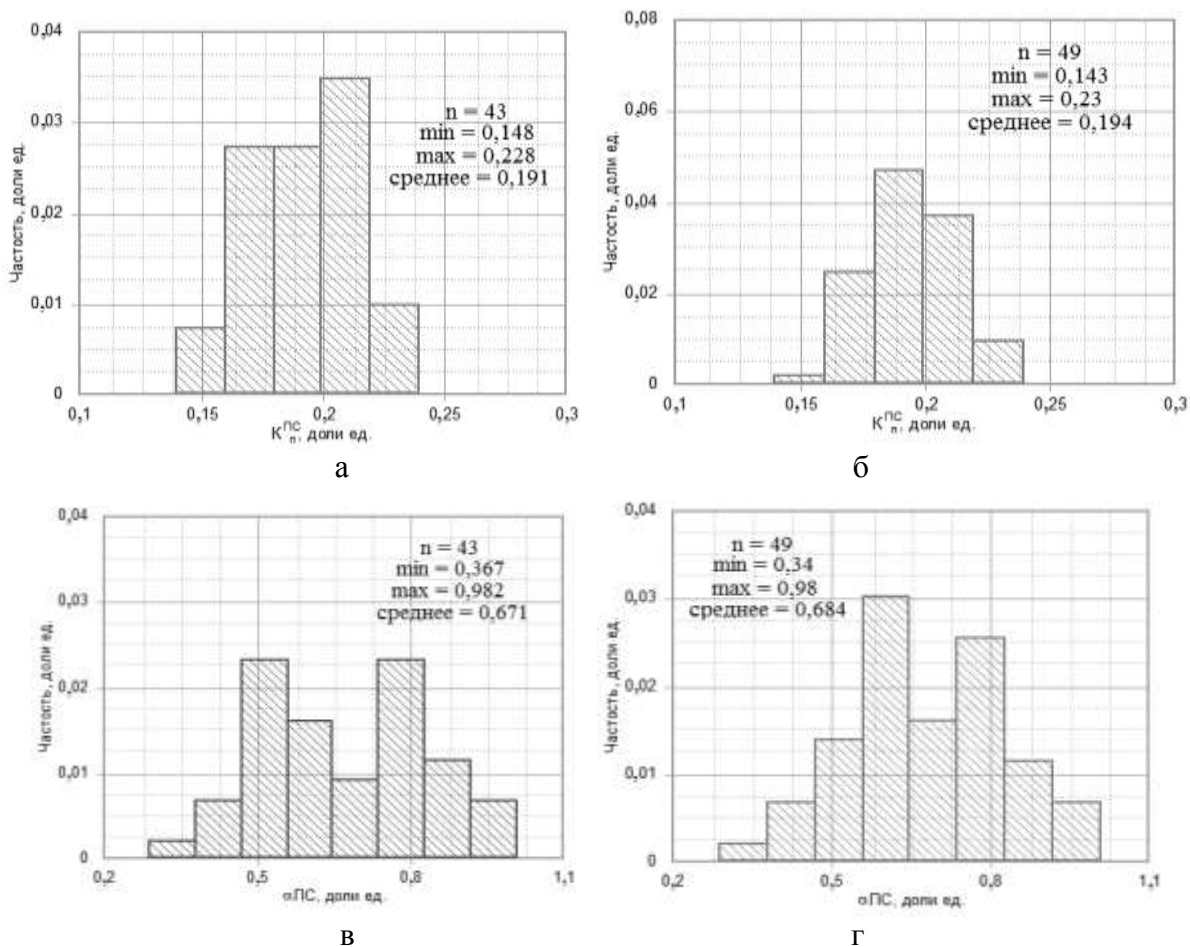 0,04
0,03
0,02
0,01
0
Частость, доли ед.
n = 43
min = 0,148
max = 0,228
среднее = 0,191
0,1
0,15
0,2
0,25
0,3
К ПС п, доли ед.
а
0,08
0,06
0,04
0,02
0
Частость, доли ед.
n = 49
min = 0,143
max = 0,23
среднее = 0,194
0,1
0,15
0,2
0,25
0,3
К ПС п, доли ед.
б
0,04
0,03
0,02
0,01
0
Частость, доли ед.
n = 43
min = 0,367
max = 0,982
среднее = 0,671
0,2
0,5
0,8
1,1
αПС, доли ед.
в
0,04
0,03
0,02
0,01
0
Частость, доли ед.
n = 49
min = 0,34
max = 0,98
среднее = 0,684
0,2
0,5
0,8
1,1
αПС, доли ед.
г